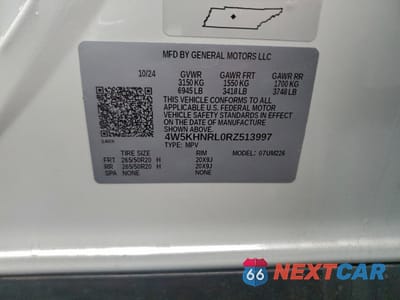 MFD BY GENERAL MOTORS LLC
10/24 GVWR GAWR FRT GAWR RR
3150 KG 1550 KG 1700 KG
6945 LB 3418 LB 3748 LB
THIS VEHICLE CONFORMS TO ALL
APPLICABLE U.S. FEDERAL MOTOR
VEHICLE SAFETY STANDARDS IN EFFECT
ON THE DATE OF MANUFACTURE
4W5KHNRL0RZ513997
TYPE: MPV
TIRE SIZE RIM MODEL: 07UM226
FRT 265/50R20 H 20X9J
RR 265/50R20 H 20X9J
SPA NONE NONE
66 NEXTCAR